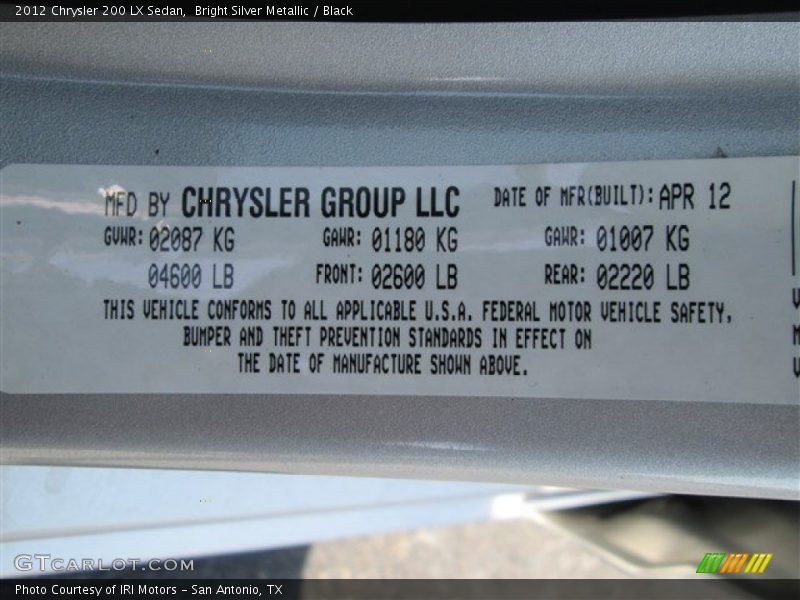 2012 Chrysler 200 LX Sedan,  Bright Silver Metallic / Black
MFD BY CHRYSLER GROUP LLC DATE OF MFR(BUILT): APR 12
GVWR: 02087 KG GAWR: 01180 KG GAWR: 01007 KG
04600 LB FRONT: 02600 LB REAR: 02220 LB
THIS VEHICLE CONFORMS TO ALL APPLICABLE U.S.A. FEDERAL MOTOR VEHICLE SAFETY,
BUMPER AND THEFT PREVENTION STANDARDS IN EFFECT ON
THE DATE OF MANUFACTURE SHOWN ABOVE.
GTCARLOT.COM
Photo Courtesy of IRI Motors – San Antonio, TX